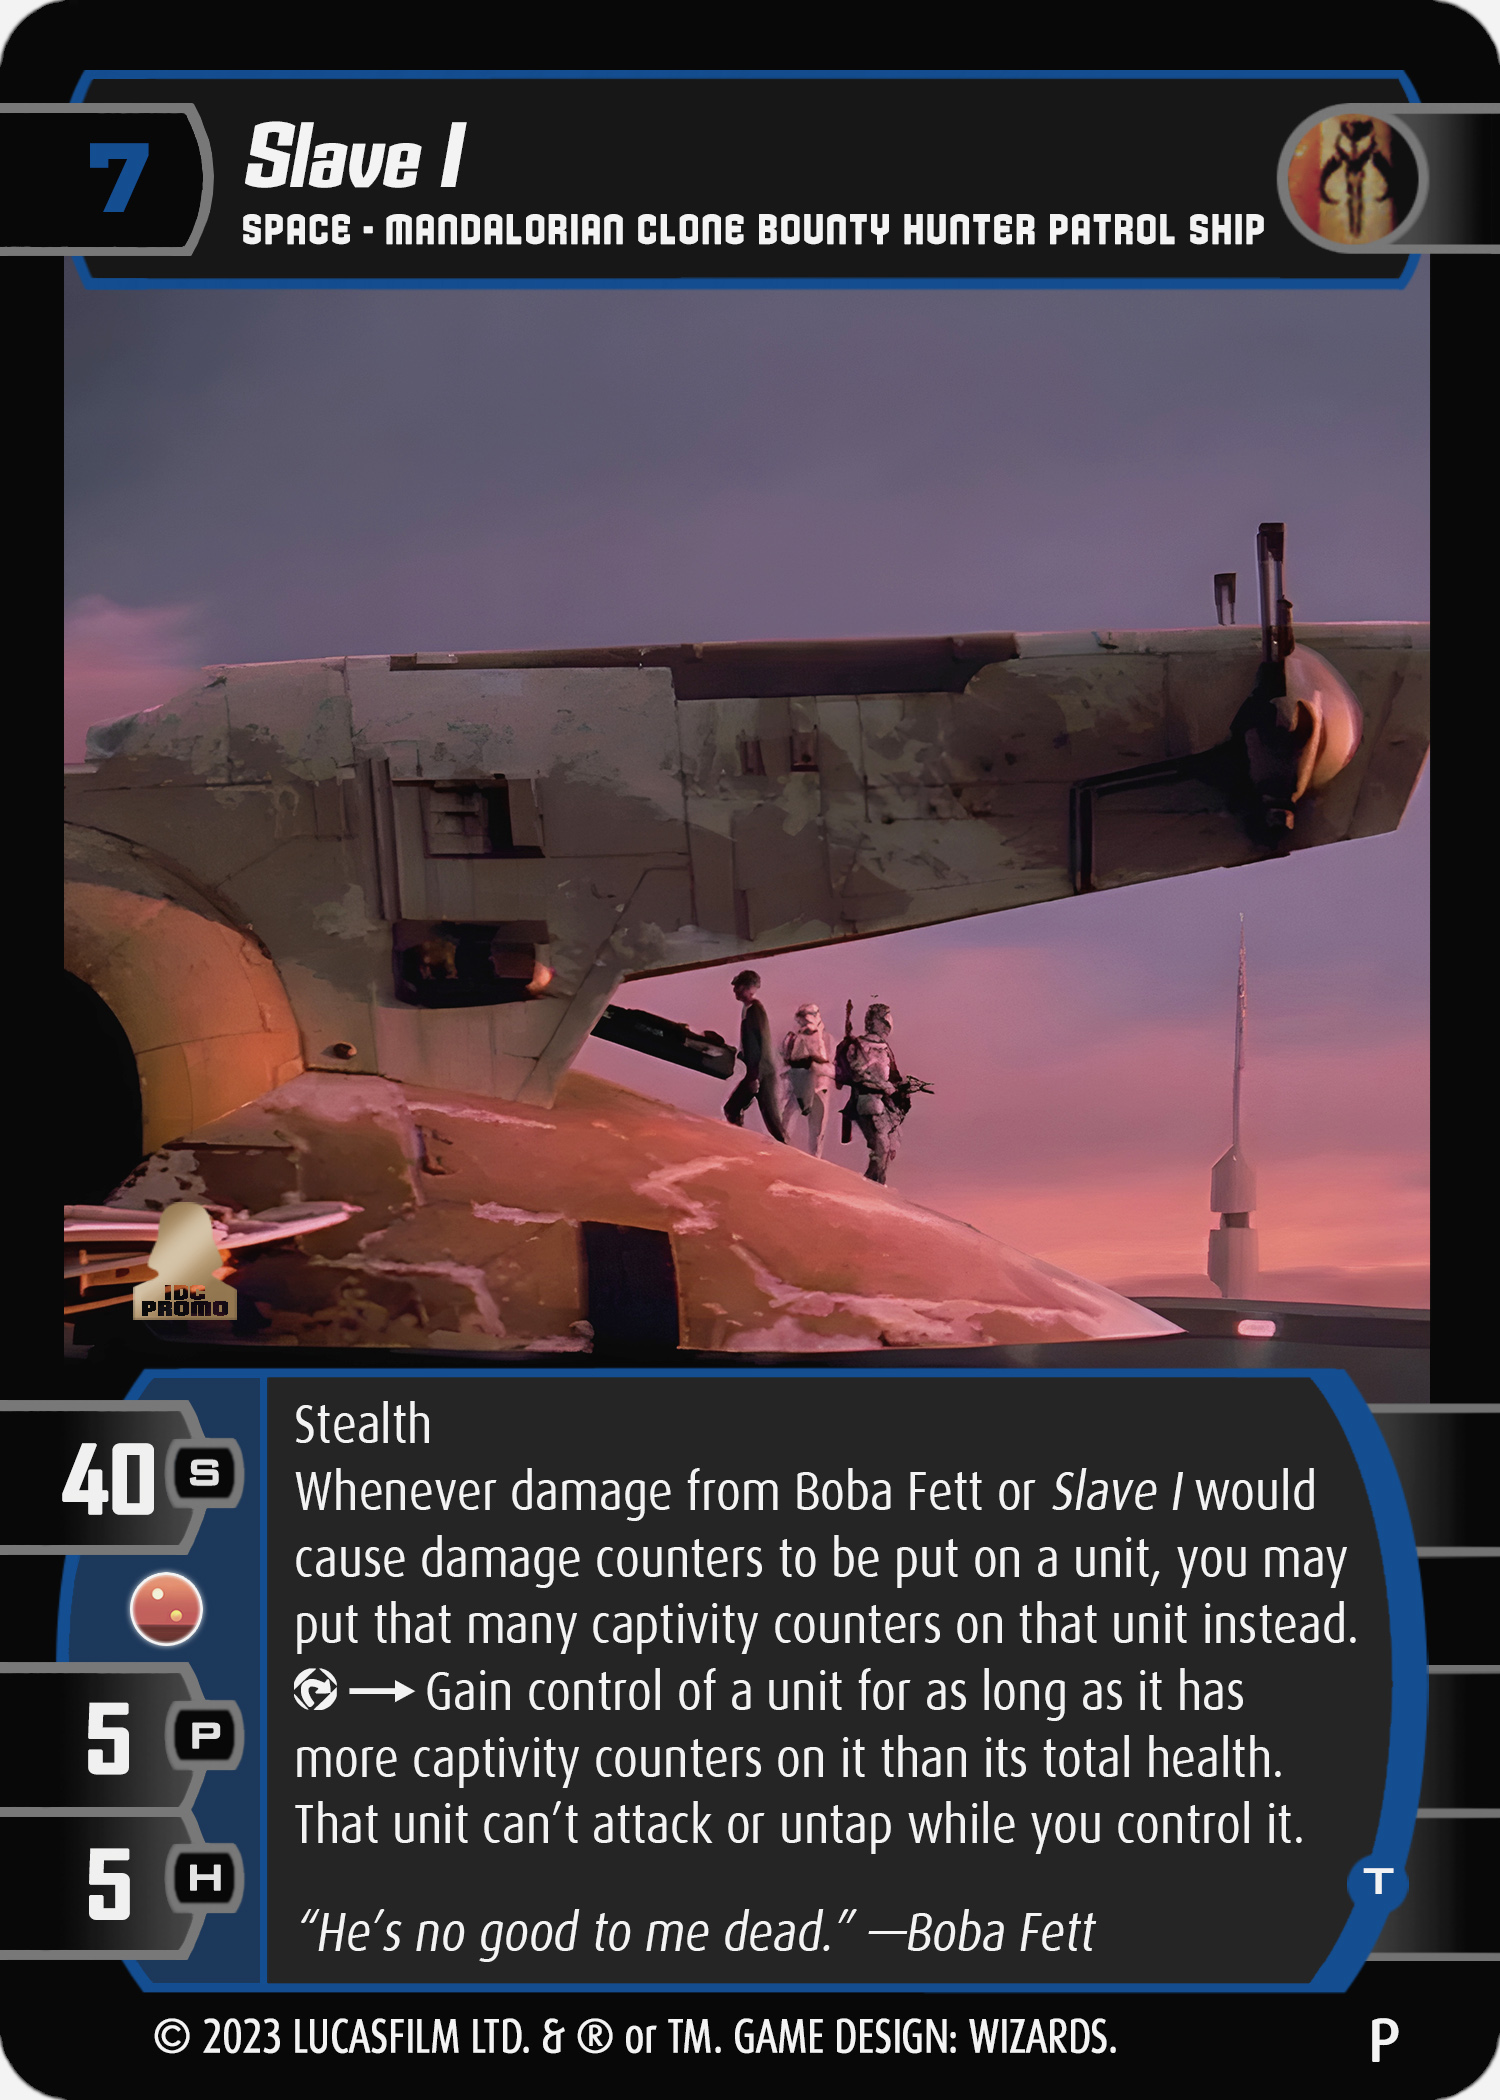 7
Slave I
SPACE - MANDALORIAN CLONE BOUNTY HUNTER PATROL SHIP
IDC
PROMO
40 S
5 P
5 H
Stealth
Whenever damage from Boba Fett or Slave I would
cause damage counters to be put on a unit, you may
put that many captivity counters on that unit instead.
Gain control of a unit for as long as it has
more captivity counters on it than its total health.
That unit can’t attack or untap while you control it.
“He’s no good to me dead.” —Boba Fett
T
© 2023 LUCASFILM LTD. & ® or TM. GAME DESIGN: WIZARDS.
P